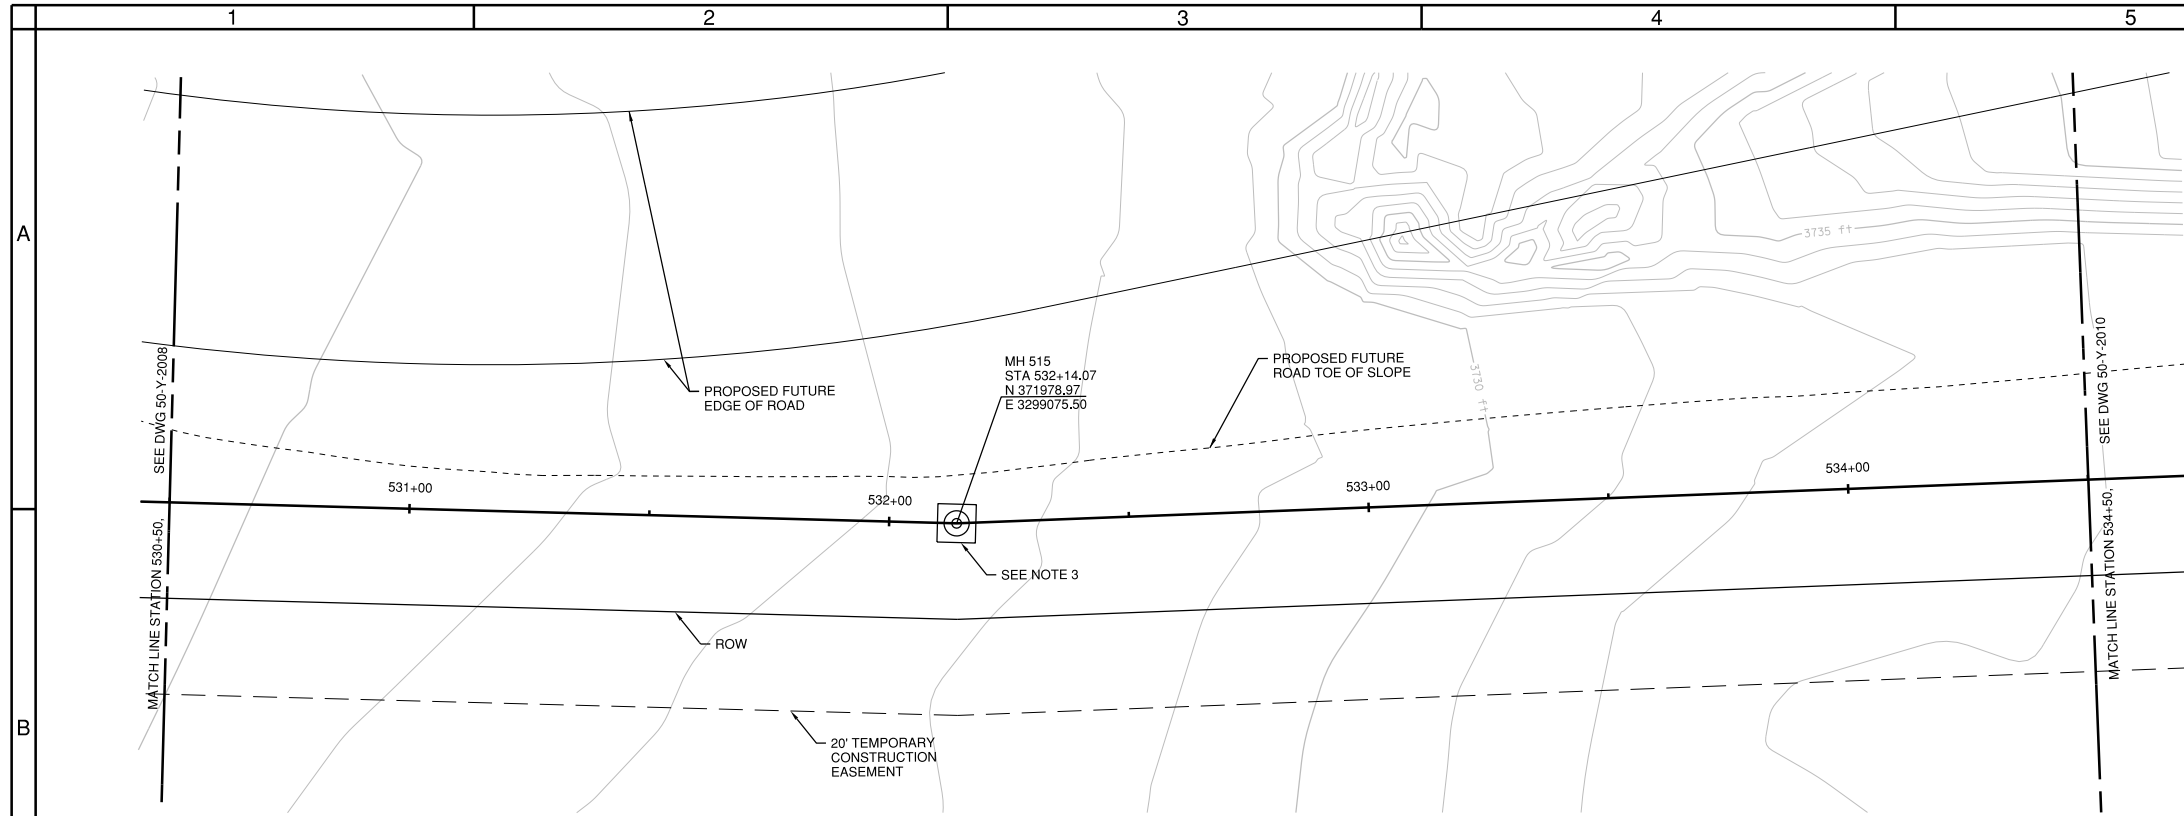 1
2
3
4
5
A
B
SEE DWG 50-Y-2008
MATCH LINE STATION 530+50,
PROPOSED FUTURE
EDGE OF ROAD
MH 515
STA 532+14.07
N 371978.97
E 3299075.50
PROPOSED FUTURE
ROAD TOE OF SLOPE
3735 ft
3730 ft
SEE DWG 50-Y-2010
MATCH LINE STATION 534+50,
531+00
532+00
533+00
534+00
SEE NOTE 3
ROW
20' TEMPORARY
CONSTRUCTION
EASEMENT